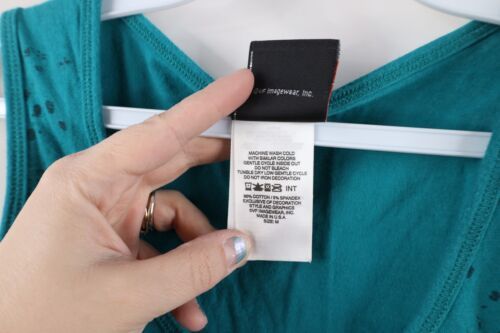 Imagewear, Inc.
MACHINE WASH COLD
WITH SIMILAR COLORS
GENTLE CYCLE INSIDE OUT
DO NOT BLEACH
TUMBLE DRY LOW GENTLE CYCLE
DO NOT IRON DECORATION
INT
95% COTTON / 5% SPANDEX
EXCLUSIVE OF DECORATION
STYLE AND GRAPHICS
SVF IMAGEWEAR, INC.
MADE IN U.S.A.
SIZE: M